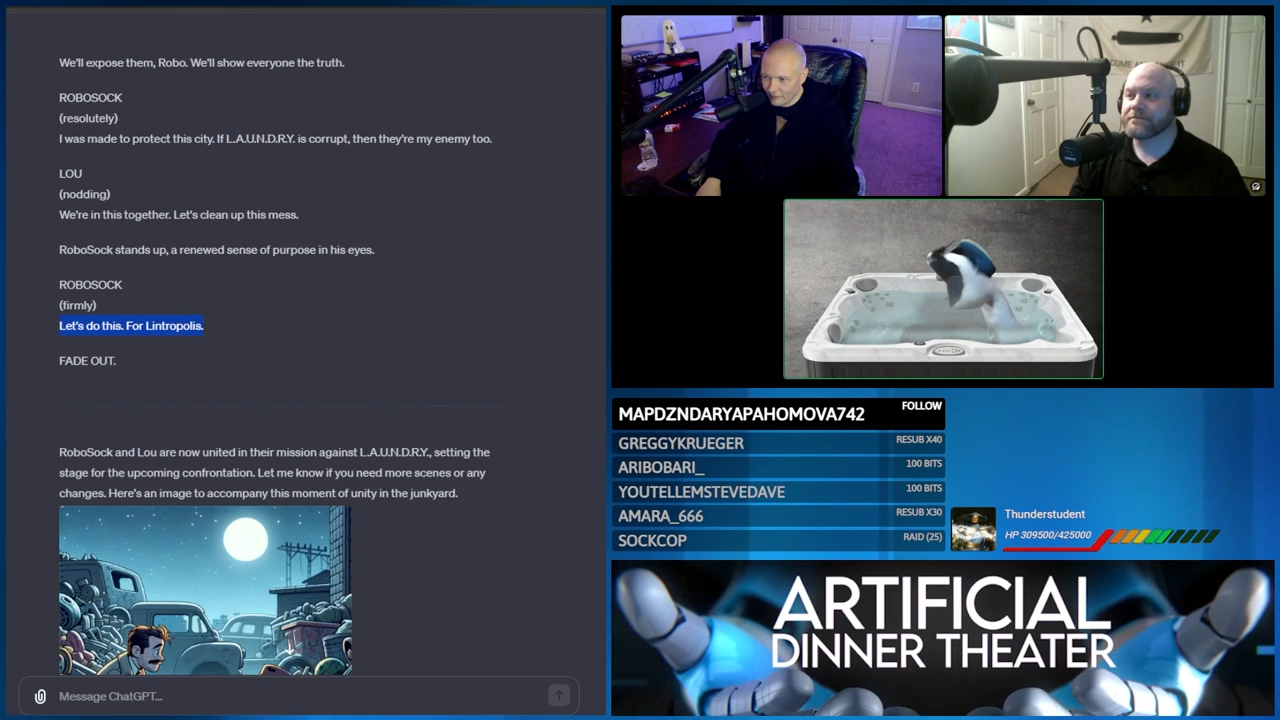 We'll expose them, Robo. We'll show everyone the truth.
ROBOSOCK
(resolutely)
I was made to protect this city. If L.A.U.N.D.R.Y. is corrupt, then they're my enemy too.
LOU
(nodding)
We're in this together. Let's clean up this mess.
RoboSock stands up, a renewed sense of purpose in his eyes.
ROBOSOCK
(firmly)
Let's do this. For Lintropolis.
FADE OUT.
RoboSock and Lou are now united in their mission against L.A.U.N.D.R.Y., setting the
stage for the upcoming confrontation. Let me know if you need more scenes or any
changes. Here's an image to accompany this moment of unity in the junkyard.
Message ChatGPT...
MAPDZNDARYAPAHOMOVA742 FOLLOW
GREGGYKRUEGER RESUB X40
ARIBOBARI_ 100 BITS
YOUTELLEMSTEVEDAVE 100 BITS
AMARA_666 RESUB X30
SOCKCOP RAID (25)
Thunderstudent
HP 309500/425000
ARTIFICIAL
DINNER THEATER